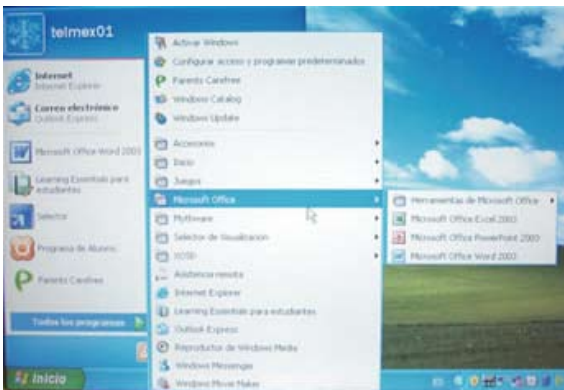 telmex01
Internet
Internet Explorer
Correo electrónico
Outlook Express
Microsoft Office Word 2003
Learning Essentials para
estudiantes
Selector
Programa de Alumno
Parents Carefree
Todos los programas
Inicio
Activar Windows
Configurar acceso y programas predeterminados
Parents Carefree
Windows Catalog
Windows Update
Accesorios
Inicio
Juegos
Microsoft Office
Mythware
Selector de Visualizacion
Asistencia remota
Internet Explorer
Learning Essentials para estudiantes
Outlook Express
Reproductor de Windows Media
Windows Messenger
Windows Movie Maker
Herramientas de Microsoft Office
Microsoft Office Excel 2003
Microsoft Office PowerPoint 2003
Microsoft Office Word 2003